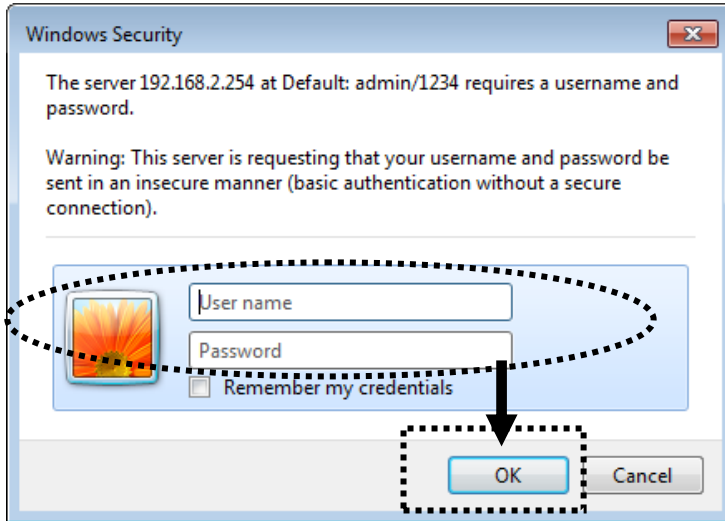 Windows Security
The server 192.168.2.254 at Default: admin/1234 requires a username and
password.
Warning: This server is requesting that your username and password be
sent in an insecure manner (basic authentication without a secure
connection).
User name
Password
Remember my credentials
OK
Cancel